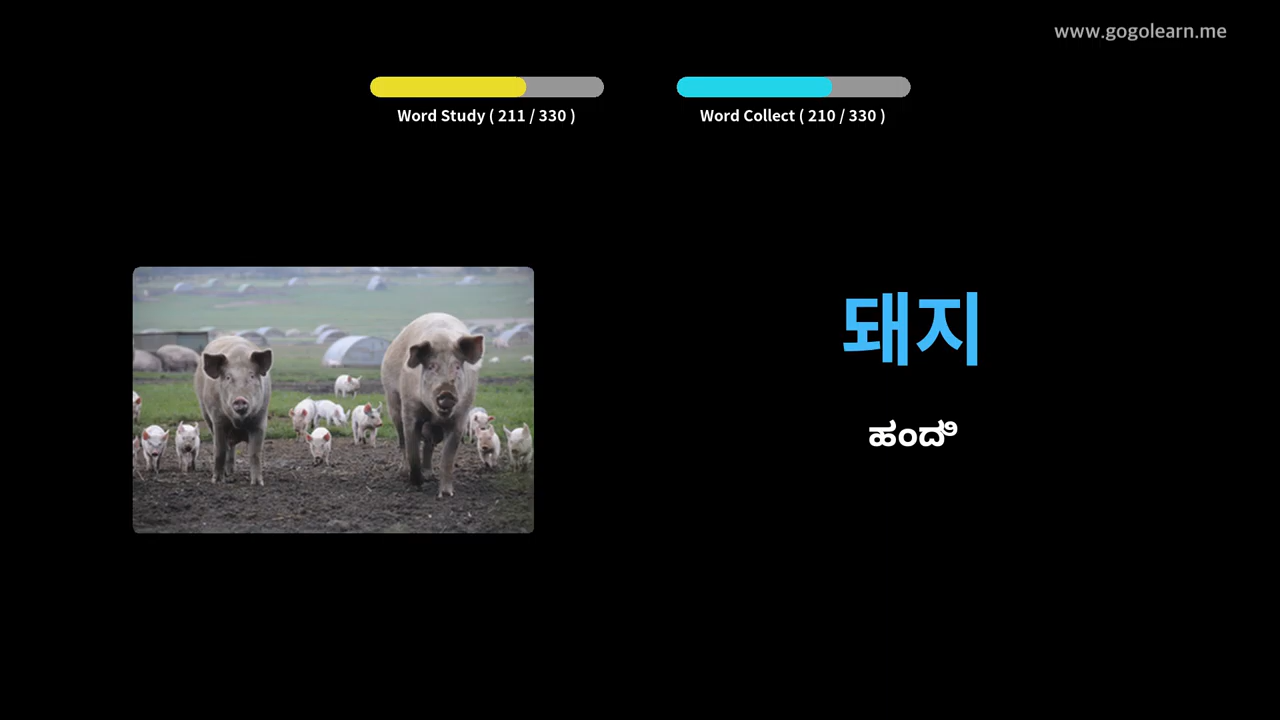 www.gogolearn.me
Word Study ( 211 / 330 )
Word Collect ( 210 / 330 )
돼지
ಹಂದಿ